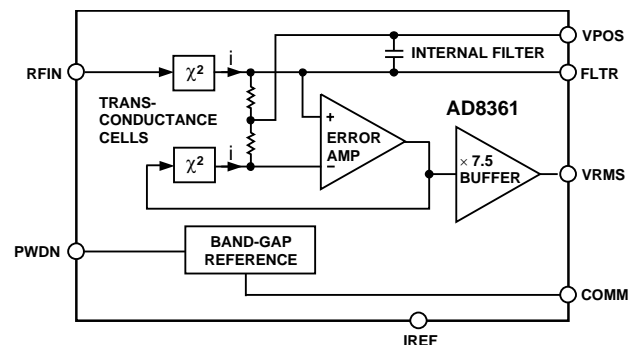 VPOS
INTERNAL FILTER
RFIN
χ²
i
FLTR
TRANS-
CONDUCTANCE
CELLS
+
ERROR
AMP
–
AD8361
× 7.5
BUFFER
χ²
i
VRMS
PWDN
BAND-GAP
REFERENCE
COMM
IREF